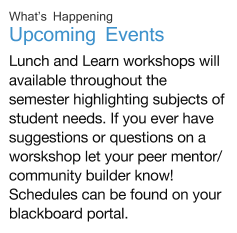 What's Happening
Upcoming Events
Lunch and Learn workshops will
available throughout the
semester highlighting subjects of
student needs. If you ever have
suggestions or questions on a
worskshop let your peer mentor/
community builder know!
Schedules can be found on your
blackboard portal.